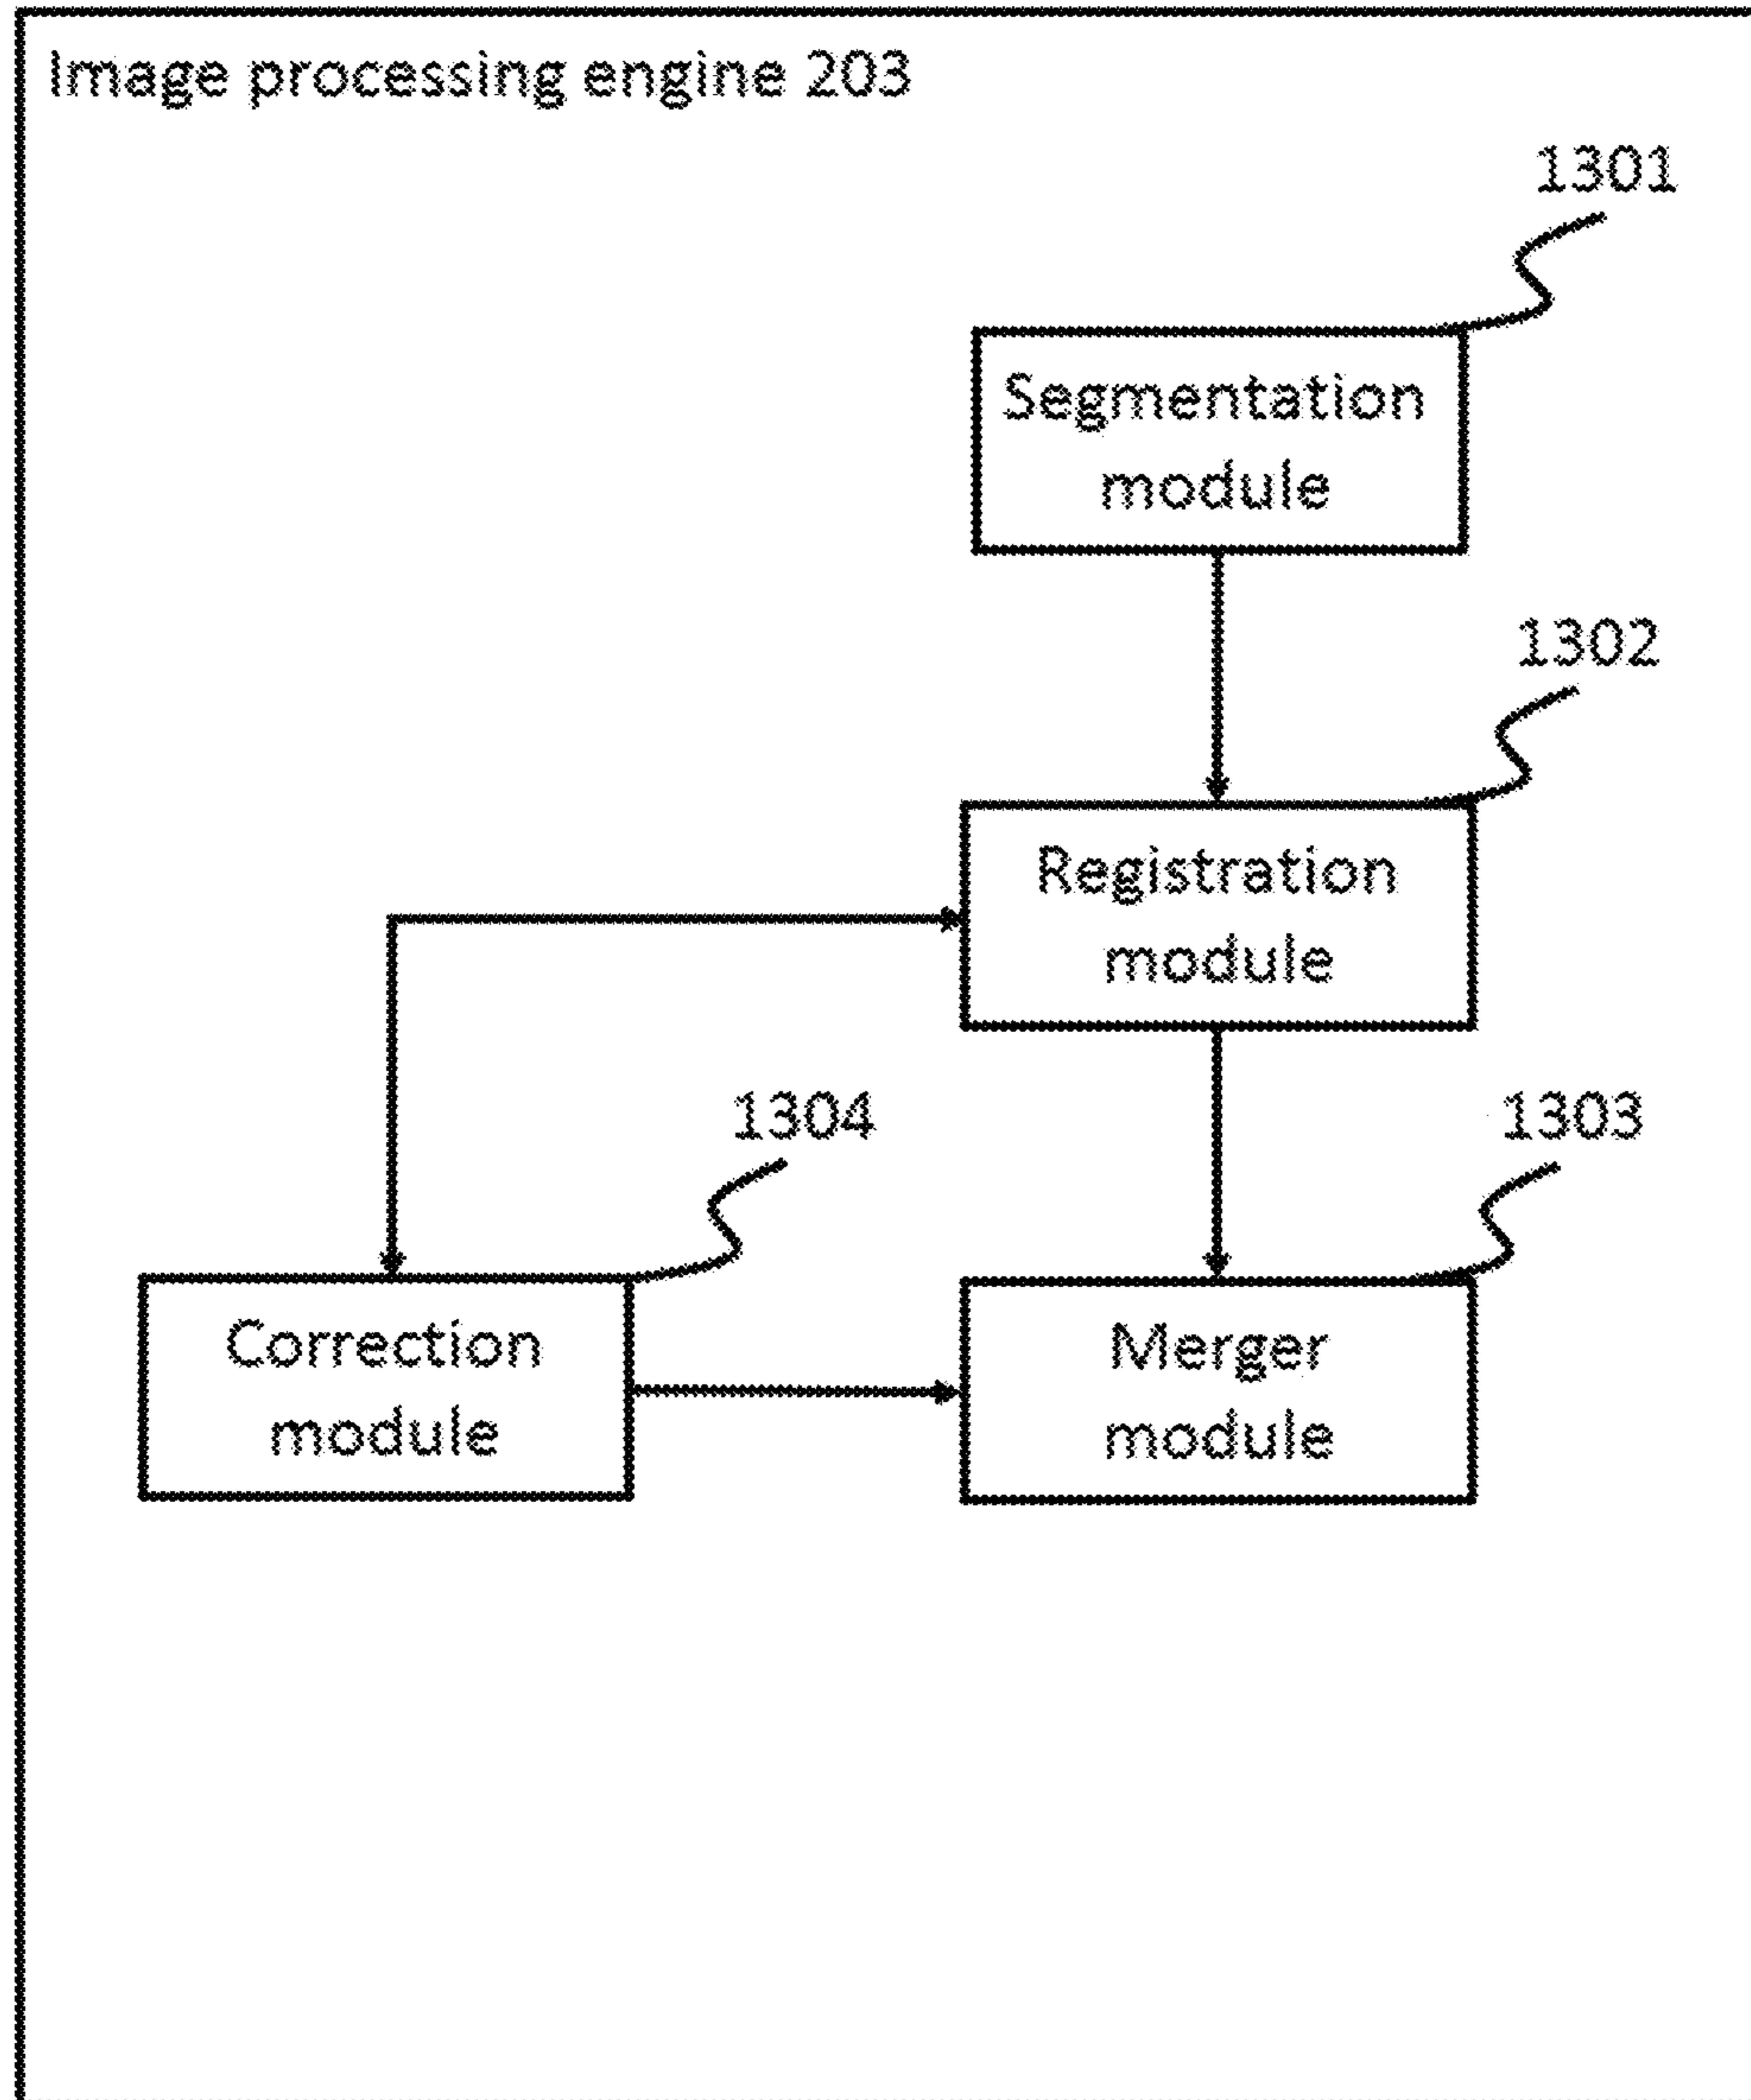 Image processing engine 203
1301
Segmentation
module
1302
Registration
module
1304
1303
Correction
module
Merger
module